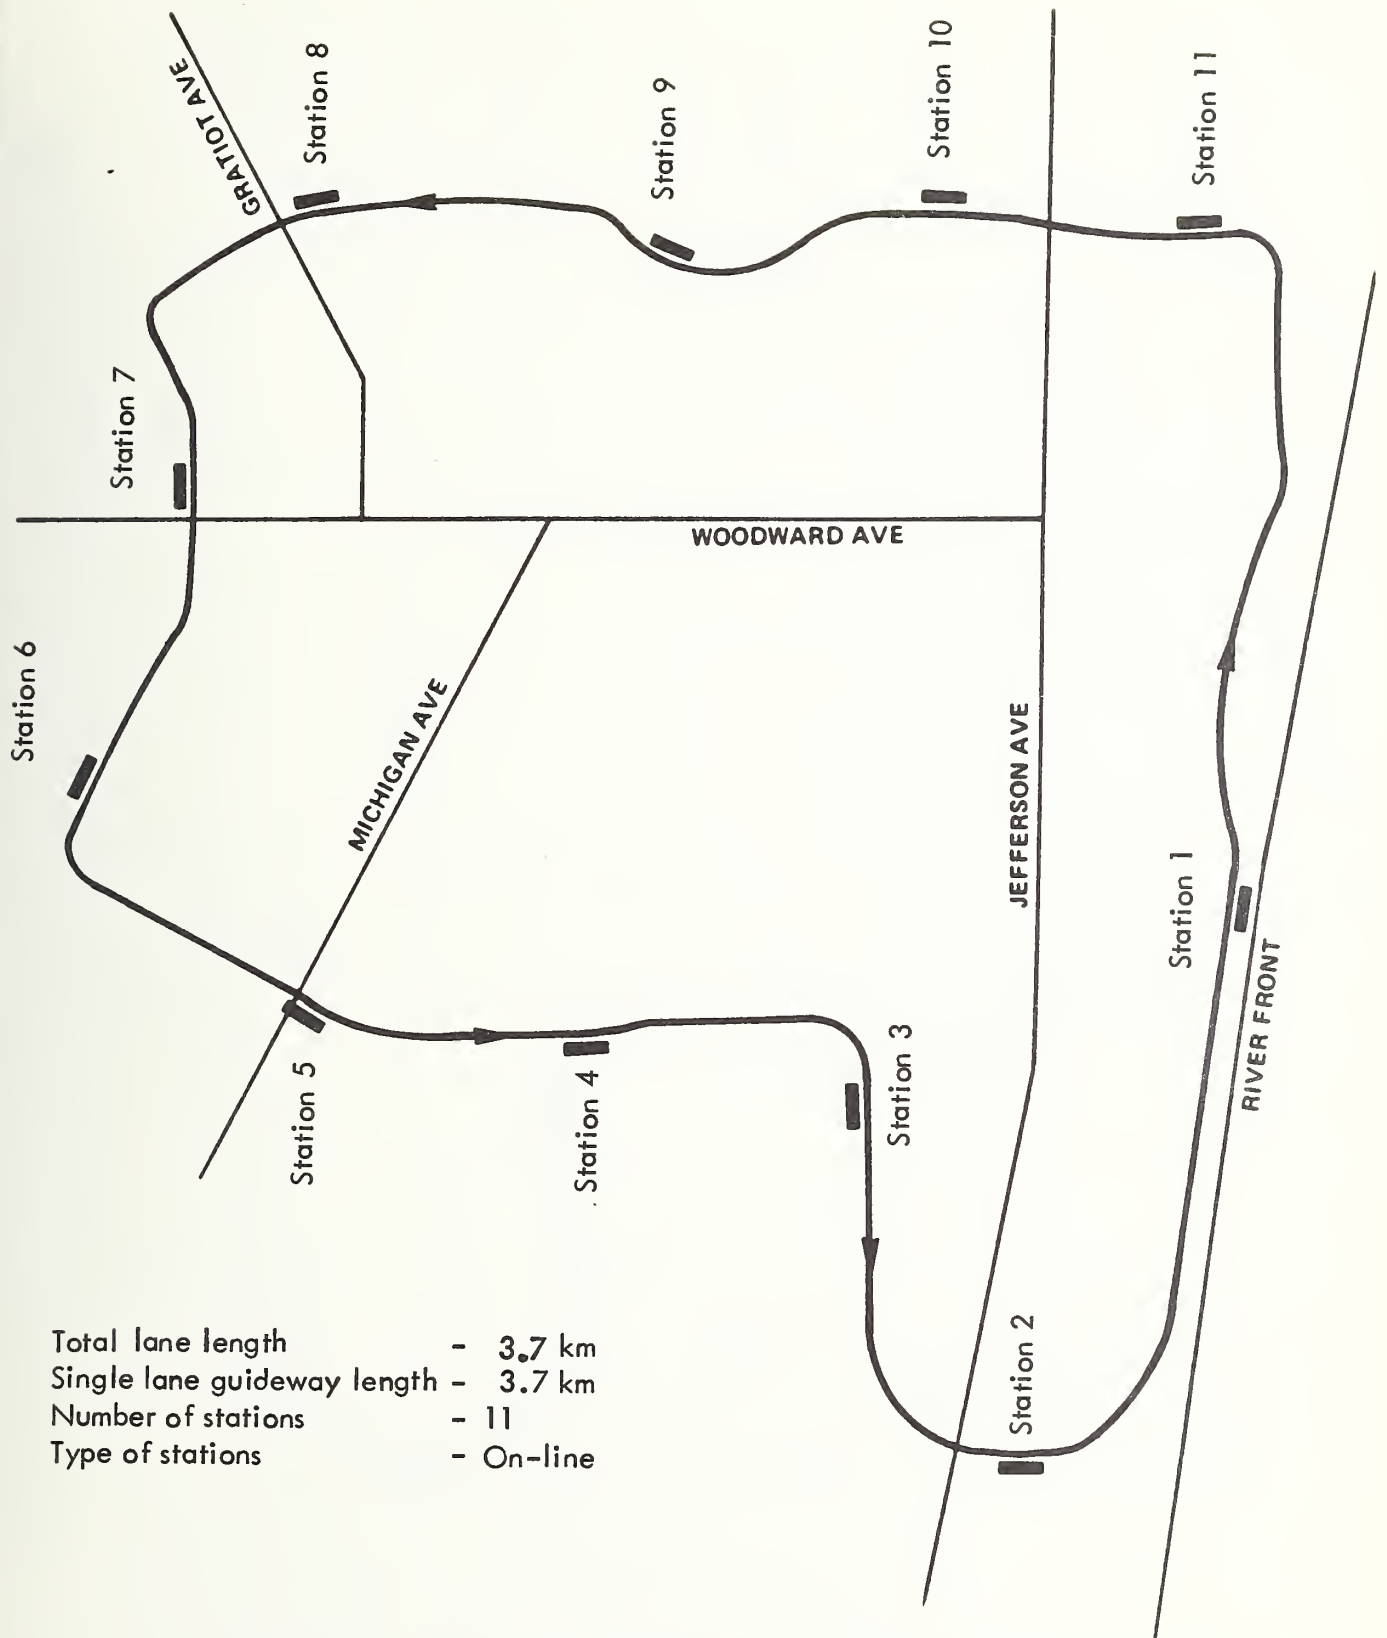 GRATIOT AVE
Station 8
Station 9
Station 10
Station 11
Station 7
WOODWARD AVE
Station 6
MICHIGAN AVE
JEFFERSON AVE
Station 1
RIVER FRONT
Station 5
Station 4
Station 3
Station 2
Total lane length - 3.7 km
Single lane guideway length - 3.7 km
Number of stations - 11
Type of stations - On-line